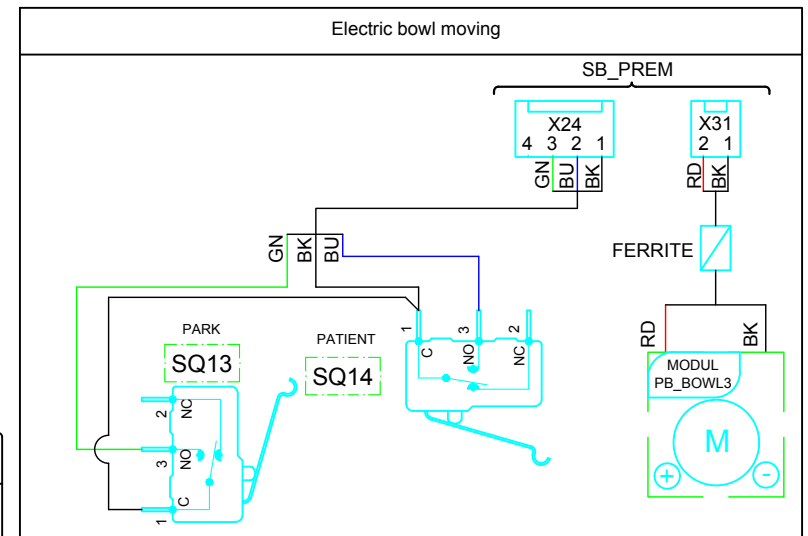 Electric bowl moving
SB_PREM
X24
4 3 2 1
X31
2 1
GN
BU
BK
RD
BK
GN
BK
BU
FERRITE
1
3
2
C
NO
NC
PARK
SQ13
PATIENT
SQ14
2
NC
3
NO
1
C
RD
BK
MODUL
PB_BOWL3
M
+
-